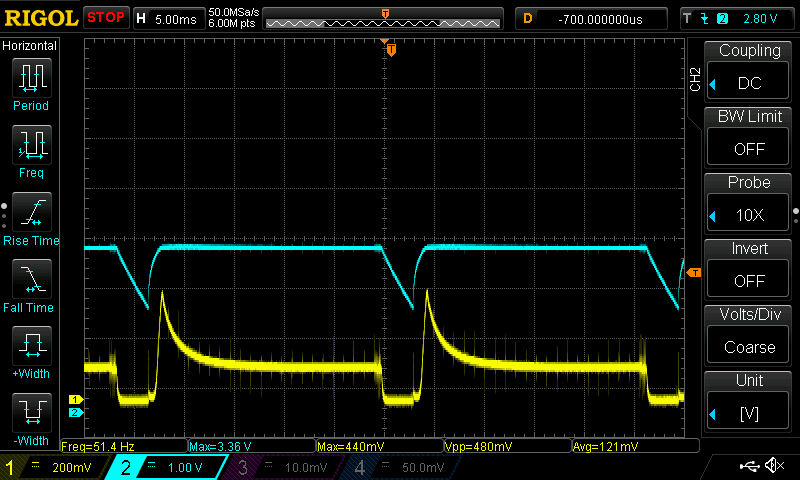 RIGOL STOP H 5.00ms 50.0MSa/s 6.00M pts T D -700.000000us T 2 2.80 V
Horizontal
Period
Freq
Rise Time
Fall Time
+Width
-Width
T
T
1
2
CH2
Coupling
DC
BW Limit
OFF
Probe
10X
Invert
OFF
Volts/Div
Coarse
Unit
[V]
Freq=51.4 Hz Max=3.36 V Max=440mV Vpp=480mV Avg=121mV
1 200mV 2 1.00 V 3 10.0mV 4 50.0mV